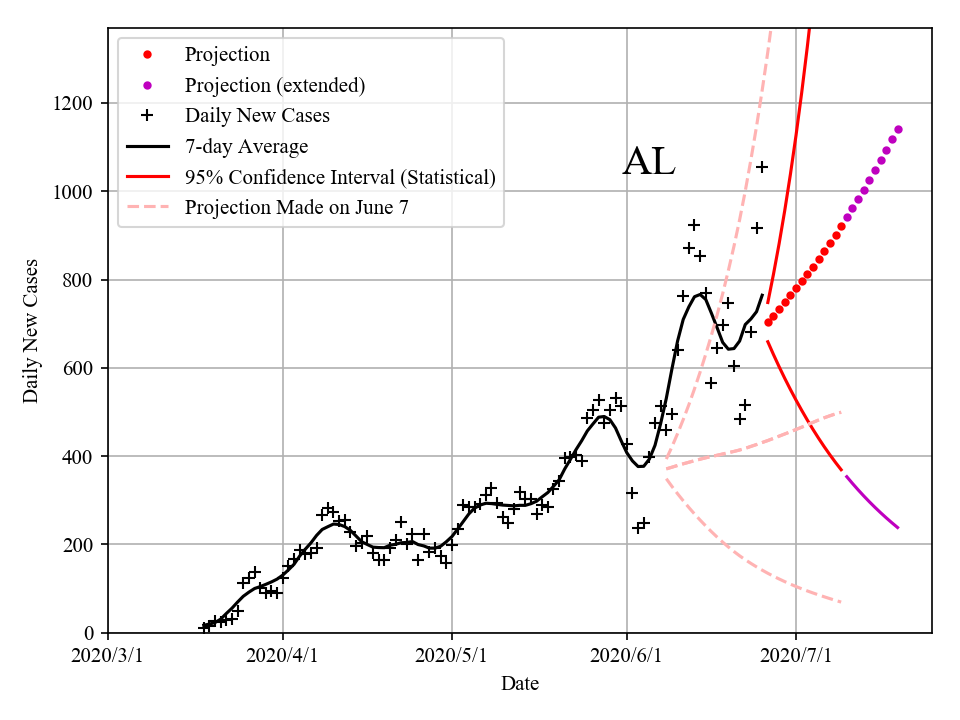 Projection
Projection (extended)
Daily New Cases
7-day Average
95% Confidence Interval (Statistical)
Projection Made on June 7
AL
Daily New Cases
1200
1000
800
600
400
200
0
2020/3/1 2020/4/1 2020/5/1 2020/6/1 2020/7/1
Date